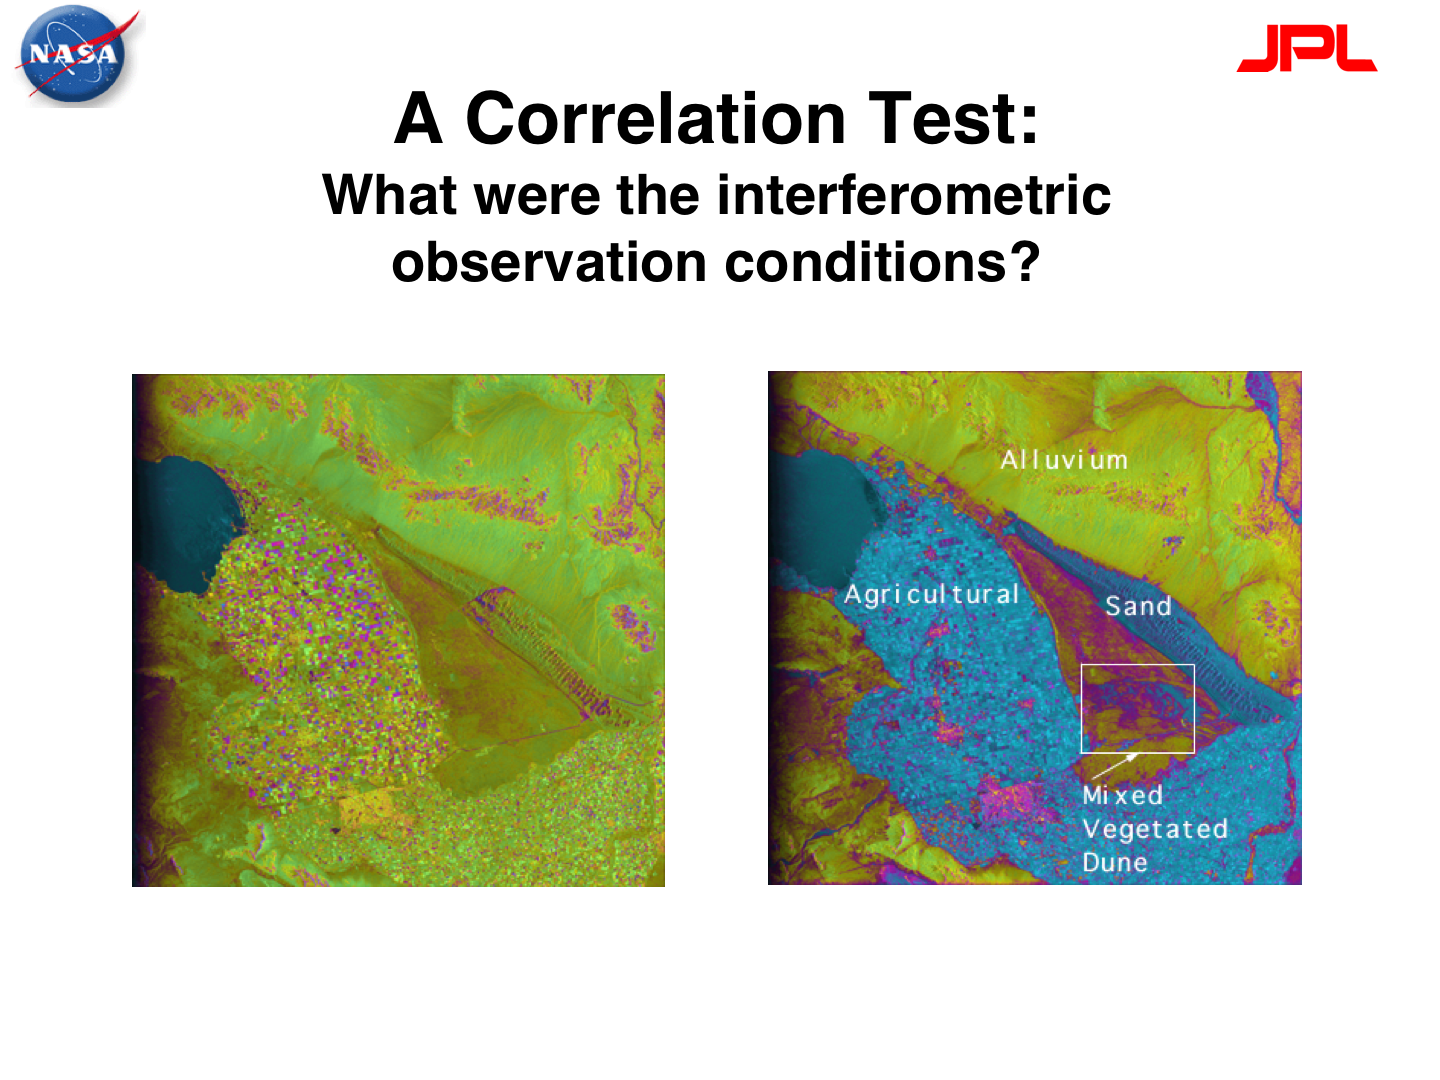 NASA
JPL
A Correlation Test:
What were the interferometric
observation conditions?
Alluvium
Agricultural
Sand
Mixed
Vegetated
Dune